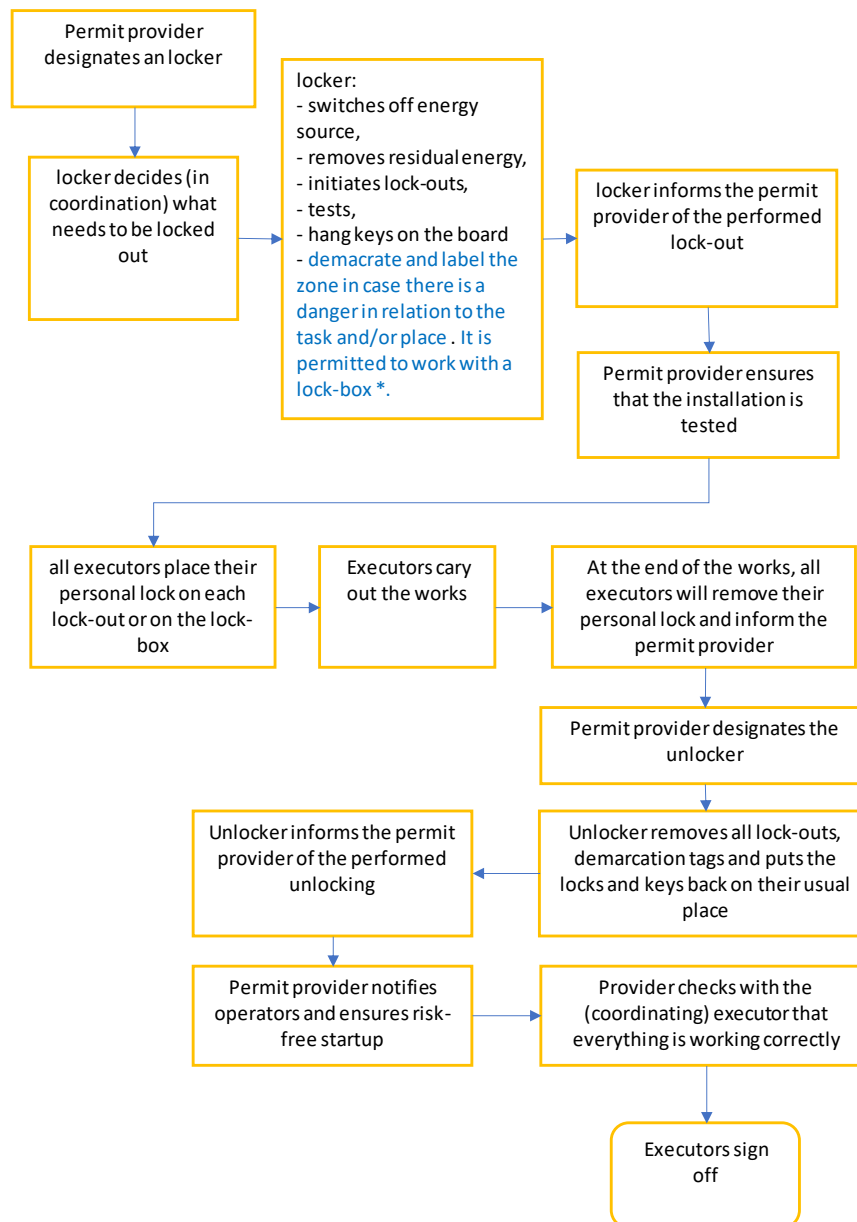 Permit provider
designates an locker
locker decides (in
coordination) what
needs to be locked
out
locker:
- switches off energy
source,
- removes residual energy,
- initiates lock-outs,
- tests,
- hang keys on the board
- demacrate and label the
zone in case there is a
danger in relation to the
task and/or place . It is
permitted to work with a
lock-box *.
locker informs the permit
provider of the performed
lock-out
Permit provider ensures
that the installation is
tested
all executors place their
personal lock on each
lock-out or on the lock-
box
Executors cary
out the works
At the end of the works, all
executors will remove their
personal lock and inform the
permit provider
Permit provider designates the
unlocker
Unlocker removes all lock-outs,
demarcation tags and puts the
locks and keys back on their usual
place
Unlocker informs the permit
provider of the performed
unlocking
Permit provider notifies
operators and ensures risk-
free startup
Provider checks with the
(coordinating) executor that
everything is working correctly
Executors sign
off